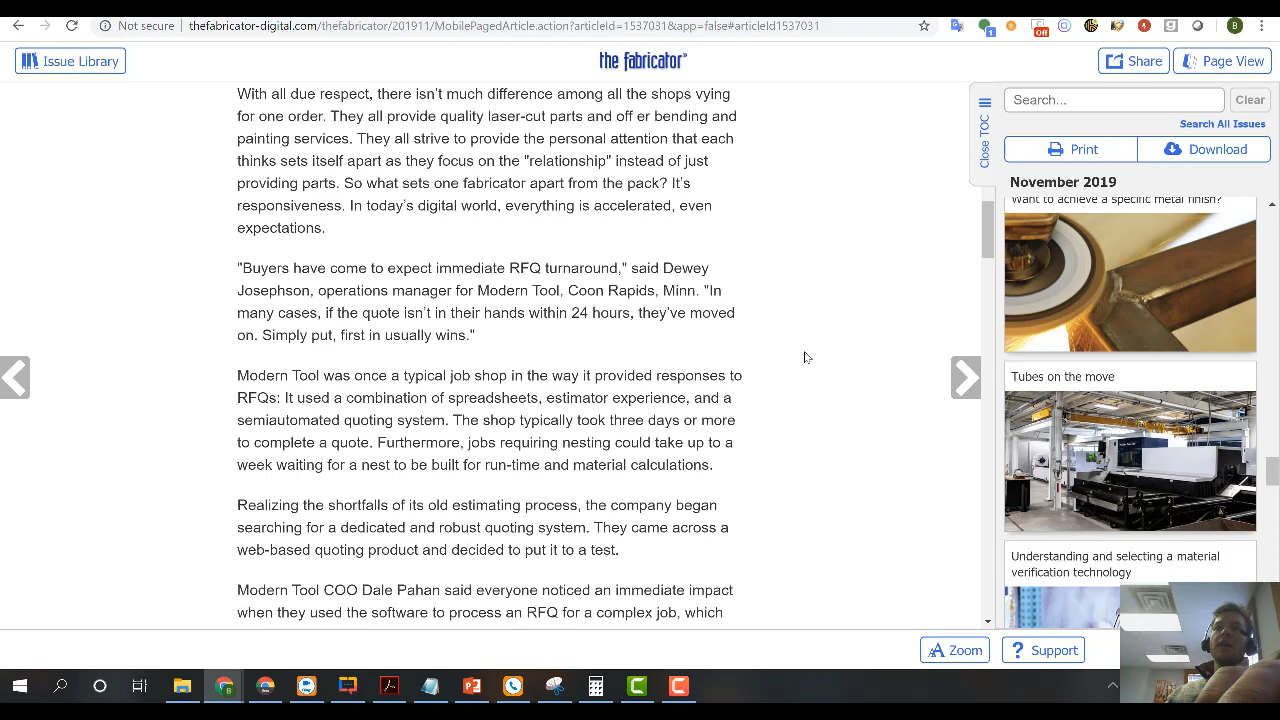 Not secure
thefabricator-digital.com/thefabricator/201911/MobilePagedArticle.action?articleId=1537031&app=false#articleId1537031
1
Off
B
Issue Library
the fabricator®
Share
Page View
With all due respect, there isn't much difference among all the shops vying
for one order. They all provide quality laser-cut parts and off er bending and
painting services. They all strive to provide the personal attention that each
thinks sets itself apart as they focus on the "relationship" instead of just
providing parts. So what sets one fabricator apart from the pack? It's
responsiveness. In today's digital world, everything is accelerated, even
expectations.
"Buyers have come to expect immediate RFQ turnaround," said Dewey
Josephson, operations manager for Modern Tool, Coon Rapids, Minn. "In
many cases, if the quote isn't in their hands within 24 hours, they've moved
on. Simply put, first in usually wins."
Modern Tool was once a typical job shop in the way it provided responses to
RFQs: It used a combination of spreadsheets, estimator experience, and a
semiautomated quoting system. The shop typically took three days or more
to complete a quote. Furthermore, jobs requiring nesting could take up to a
week waiting for a nest to be built for run-time and material calculations.
Realizing the shortfalls of its old estimating process, the company began
searching for a dedicated and robust quoting system. They came across a
web-based quoting product and decided to put it to a test.
Modern Tool COO Dale Pahan said everyone noticed an immediate impact
when they used the software to process an RFQ for a complex job, which
Close TOC
Search...
Clear
Search All Issues
Print
Download
November 2019
Want to achieve a specific metal finish?
Tubes on the move
Understanding and selecting a material
verification technology
Zoom
Support